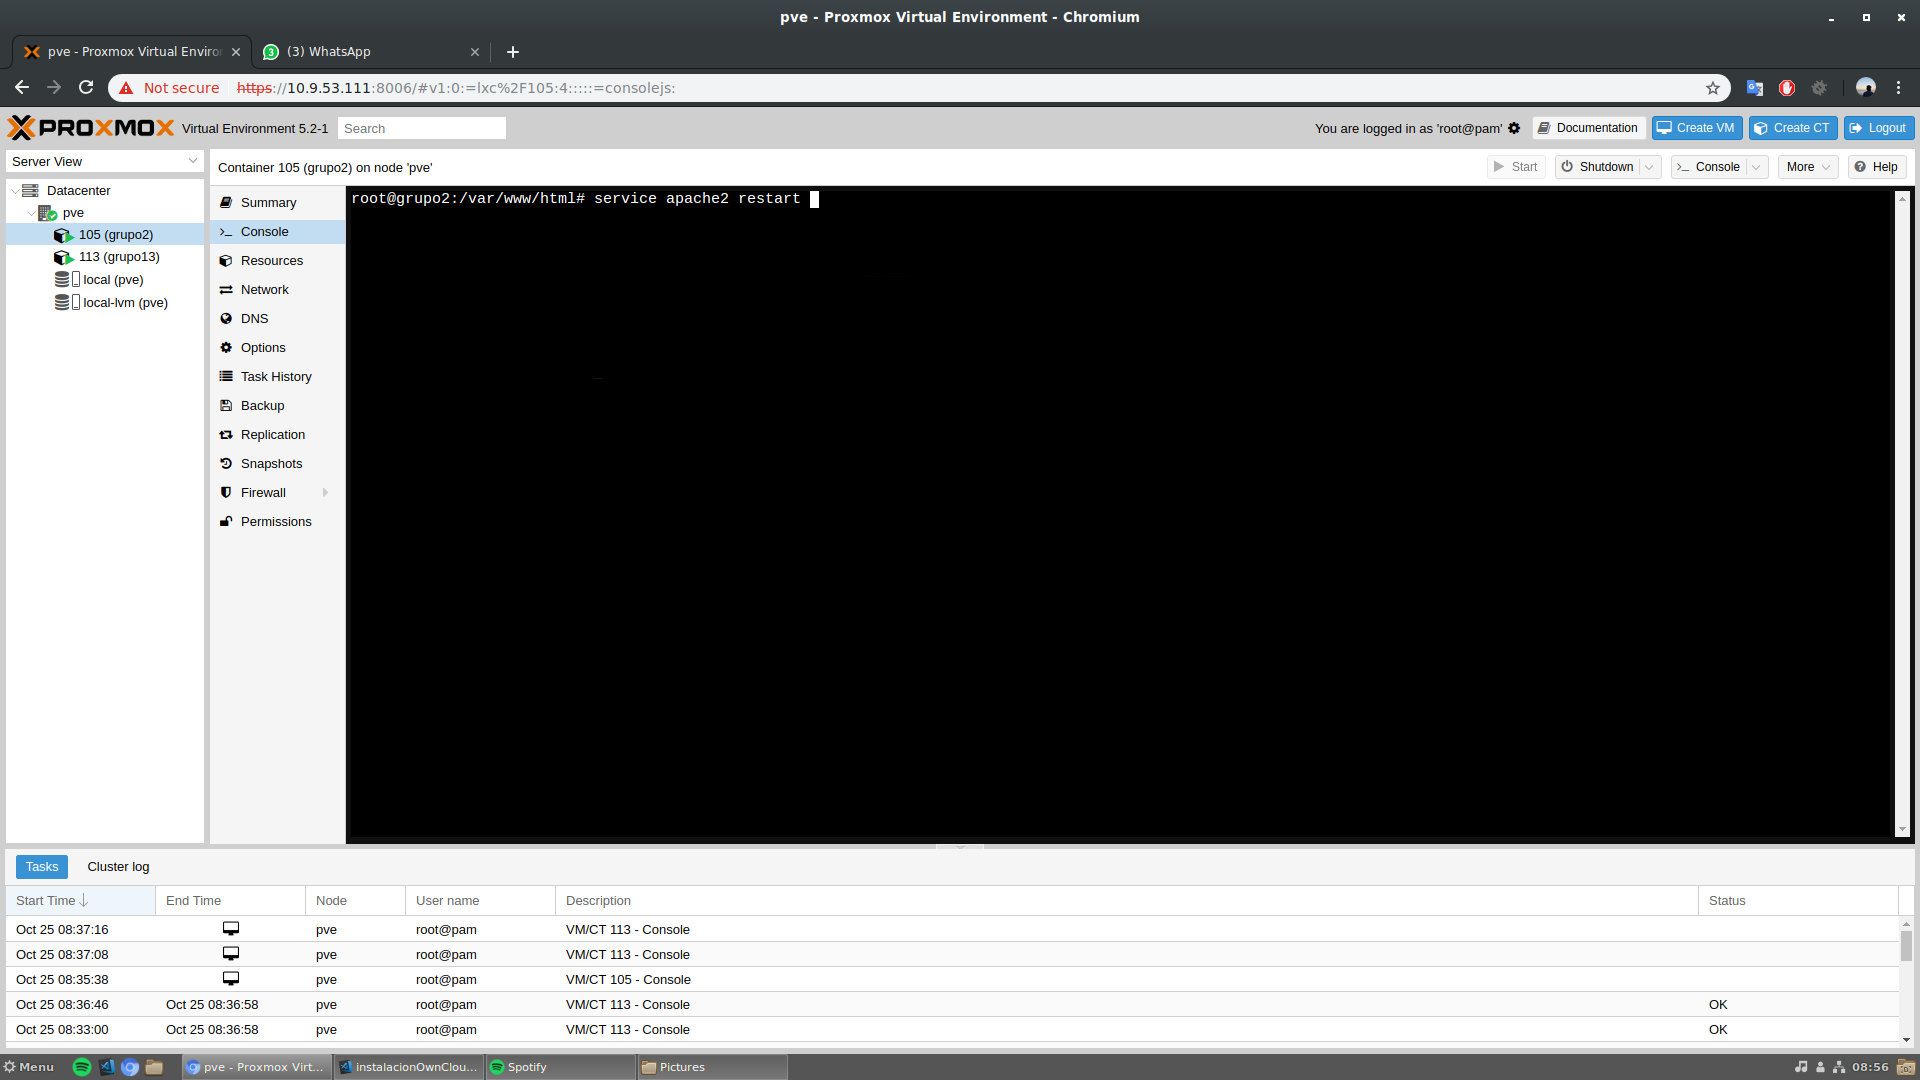 pve - Proxmox Virtual Environment - Chromium
pve - Proxmox Virtual Enviro
3 (3) WhatsApp
Not secure https://10.9.53.111:8006/#v1:0:=lxc%2F105:4:::::=consolejs:
PROXMOX Virtual Environment 5.2-1 Search You are logged in as 'root@pam' Documentation Create VM Create CT Logout
Server View
Container 105 (grupo2) on node 'pve' Start Shutdown Console More Help
Datacenter
pve
105 (grupo2)
113 (grupo13)
local (pve)
local-lvm (pve)
Summary
Console
Resources
Network
DNS
Options
Task History
Backup
Replication
Snapshots
Firewall
Permissions
root@grupo2:/var/www/html# service apache2 restart
Tasks Cluster log
Start Time End Time Node User name Description Status
Oct 25 08:37:16 pve root@pam VM/CT 113 - Console
Oct 25 08:37:08 pve root@pam VM/CT 113 - Console
Oct 25 08:35:38 pve root@pam VM/CT 105 - Console
Oct 25 08:36:46 Oct 25 08:36:58 pve root@pam VM/CT 113 - Console OK
Oct 25 08:33:00 Oct 25 08:36:58 pve root@pam VM/CT 113 - Console OK
Menu pve - Proxmox Virt... instalacionOwnClou... Spotify Pictures 08:56